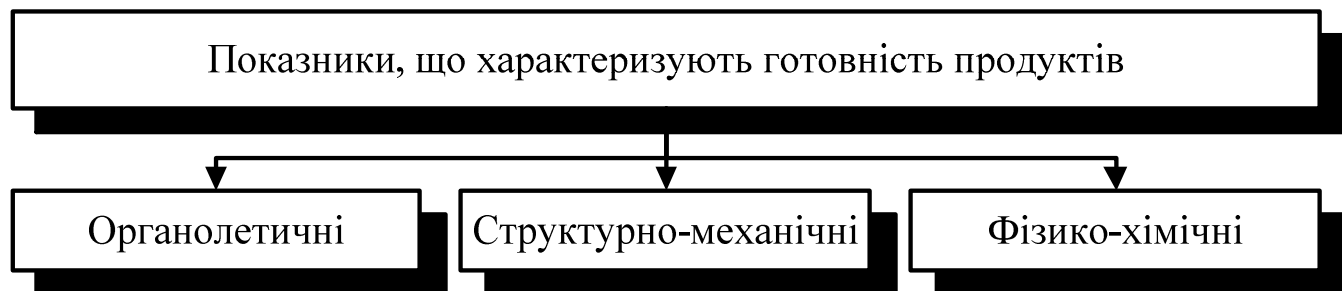 Показники, що характеризують готовність продуктів
Органолетичні
Структурно-механічні
Фізико-хімічні